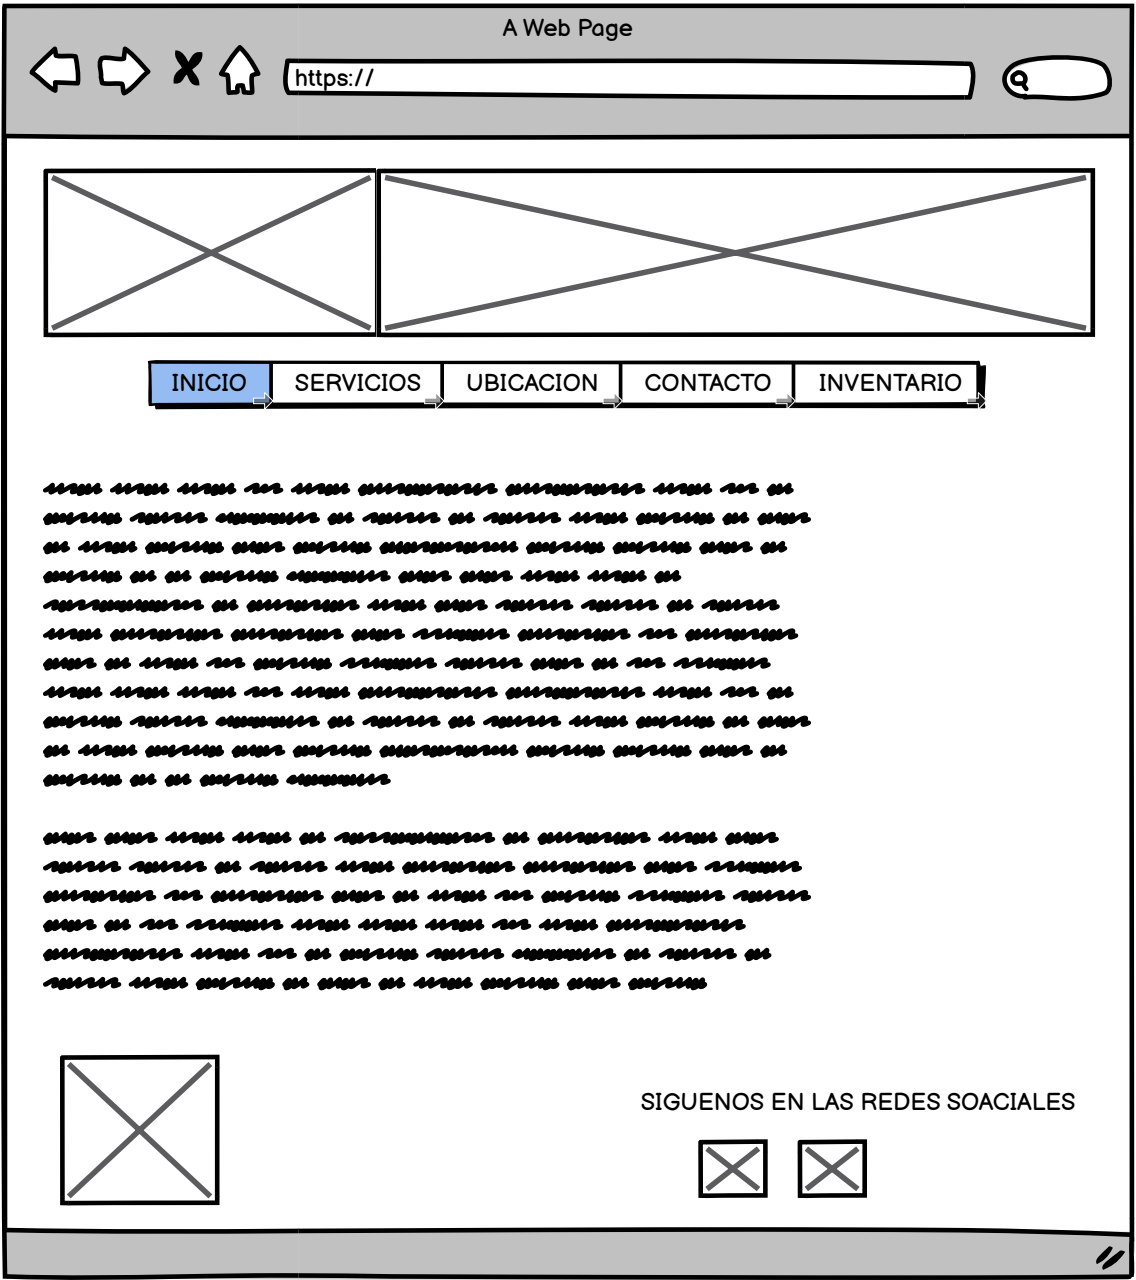 A Web Page
https://
INICIO SERVICIOS UBICACION CONTACTO INVENTARIO
SIGUENOS EN LAS REDES SOACIALES